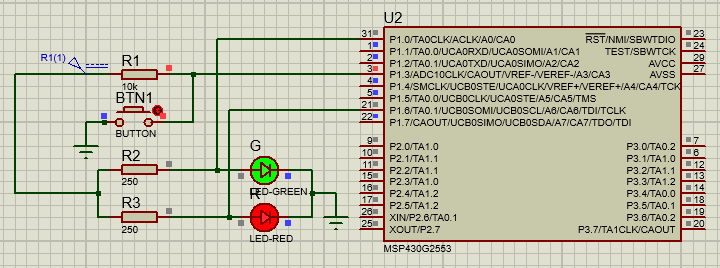 U2
31 P1.0/TA0CLK/ACLK/A0/CA0 RST/NMI/SBWTDIO 23
1 P1.1/TA0.0/UCA0RXD/UCA0SOMI/A1/CA1 TEST/SBWTCK 24
2 P1.2/TA0.1/UCA0TXD/UCA0SIMO/A2/CA2 AVCC 29
3 P1.3/ADC10CLK/CAOUT/VREF-/VEREF-/A3/CA3 AVSS 27
4 P1.4/SMCLK/UCB0STE/UCA0CLK/VREF+/VEREF+/A4/CA4/TCK
5 P1.5/TA0.0/UCB0CLK/UCA0STE/A5/CA5/TMS
21 P1.6/TA0.1/UCB0SOMI/UCB0SCL/A6/CA6/TDI/TCLK
22 P1.7/CAOUT/UCB0SIMO/UCB0SDA/A7/CA7/TDO/TDI
9 P2.0/TA1.0 P3.0/TA0.2 7
10 P2.1/TA1.1 P3.1/TA1.0 6
11 P2.2/TA1.1 P3.2/TA1.1 12
15 P2.3/TA1.0 P3.3/TA1.2 13
16 P2.4/TA1.2 P3.4/TA0.0 14
17 P2.5/TA1.2 P3.5/TA0.1 18
26 XIN/P2.6/TA0.1 P3.6/TA0.2 19
25 XOUT/P2.7 P3.7/TA1CLK/CAOUT 20
MSP430G2553
R1(1)
R1
10k
BTN1
BUTTON
R2
250
G
LED-GREEN
R3
250
R
LED-RED